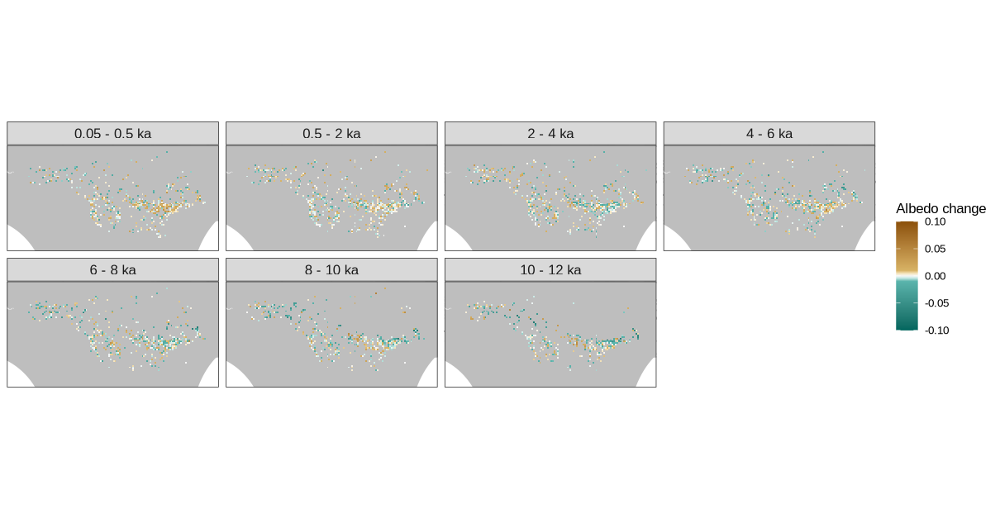 0.05 - 0.5 ka
0.5 - 2 ka
2 - 4 ka
4 - 6 ka
6 - 8 ka
8 - 10 ka
10 - 12 ka
Albedo change
0.10
0.05
0.00
-0.05
-0.10